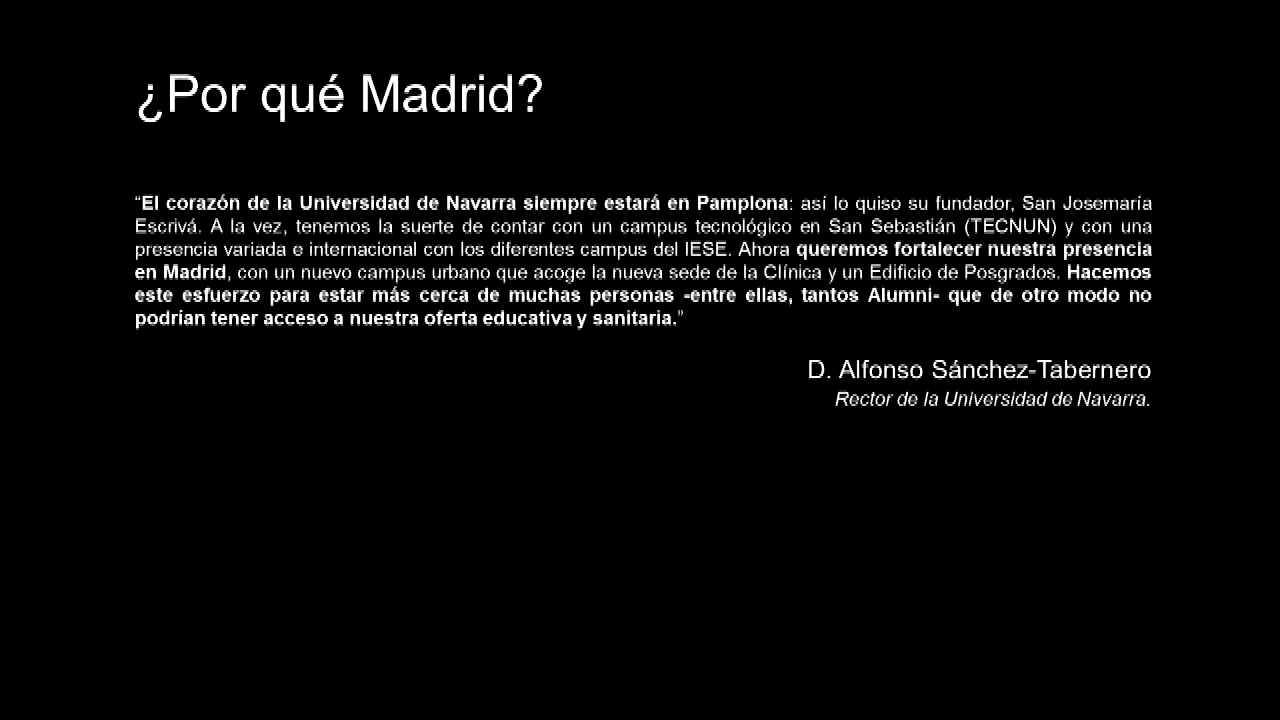 ¿Por qué Madrid?
“El corazón de la Universidad de Navarra siempre estará en Pamplona: así lo quiso su fundador, San Josemaría
Escrivá. A la vez, tenemos la suerte de contar con un campus tecnológico en San Sebastián (TECNUN) y con una
presencia variada e internacional con los diferentes campus del IESE. Ahora queremos fortalecer nuestra presencia
en Madrid, con un nuevo campus urbano que acoge la nueva sede de la Clínica y un Edificio de Posgrados. Hacemos
este esfuerzo para estar más cerca de muchas personas -entre ellas, tantos Alumni- que de otro modo no
podrían tener acceso a nuestra oferta educativa y sanitaria.”
D. Alfonso Sánchez-Tabernero
Rector de la Universidad de Navarra.